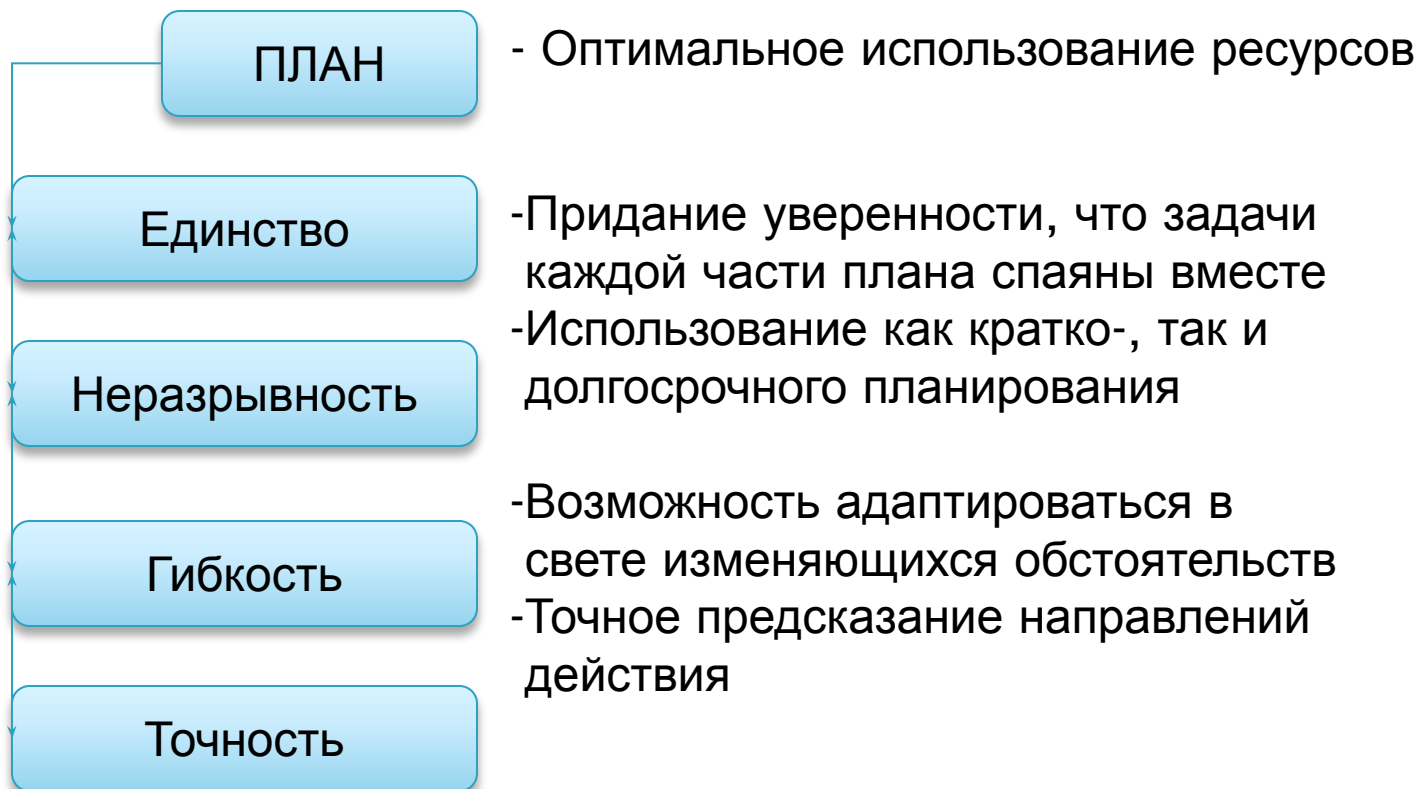 ПЛАН
- Оптимальное использование ресурсов
Единство
-Придание уверенности, что задачи
каждой части плана спаяны вместе
-Использование как кратко-, так и
долгосрочного планирования
Неразрывность
-Возможность адаптироваться в
свете изменяющихся обстоятельств
Гибкость
-Точное предсказание направлений
действия
Точность